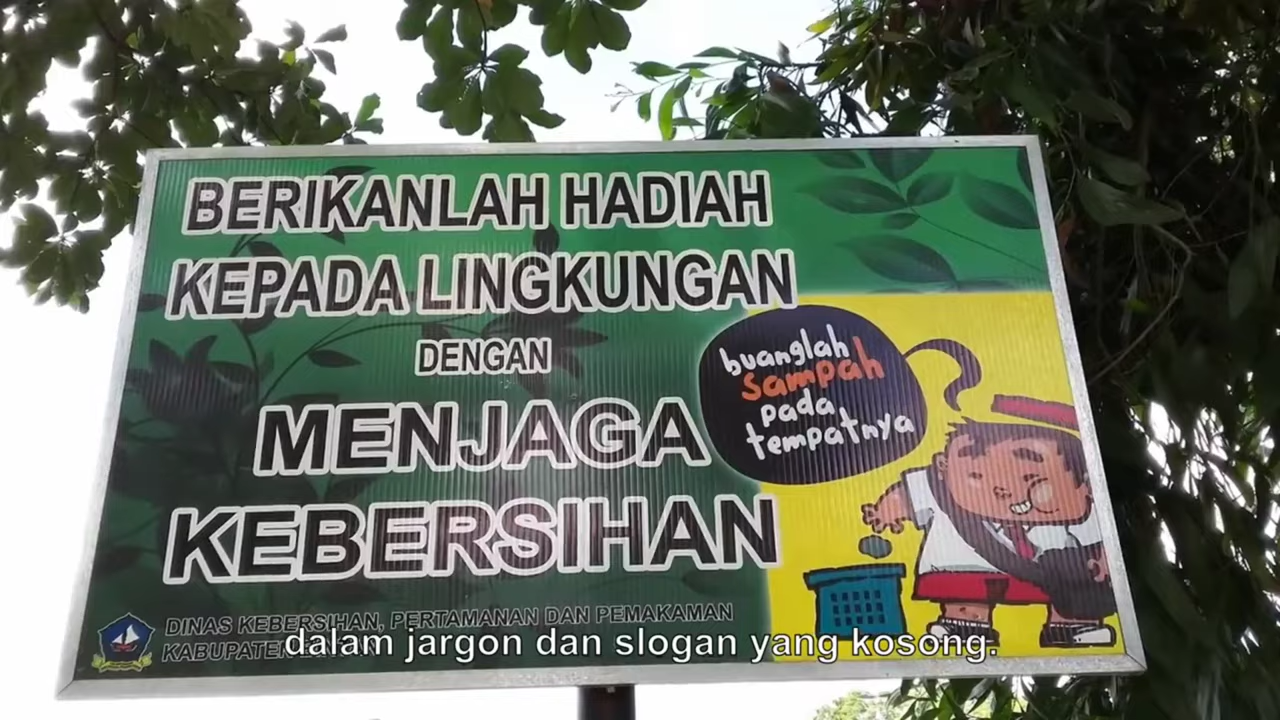 BERIKANLAH HADIAH
KEPADA LINGKUNGAN
DENGAN
MENJAGA
KEBERSIHAN
buanglah
sampah
pada
tempatnya
DINAS KEBERSIHAN, PERTAMANAN DAN PEMAKAMAN
KABUPATEN
dalam jargon dan slogan yang kosong.